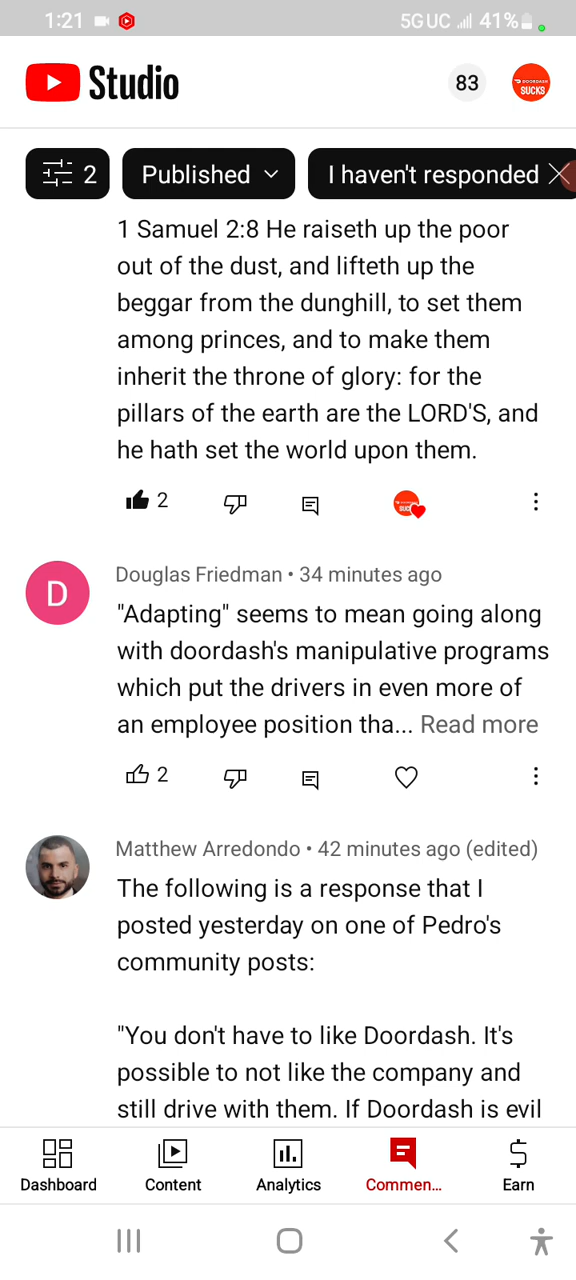 1:21
5G UC 41%
Studio
83
DOORDASH
SUCKS
2
Published
I haven't responded
1 Samuel 2:8 He raiseth up the poor
out of the dust, and lifteth up the
beggar from the dunghill, to set them
among princes, and to make them
inherit the throne of glory: for the
pillars of the earth are the LORD'S, and
he hath set the world upon them.
2
D
Douglas Friedman • 34 minutes ago
"Adapting" seems to mean going along
with doordash's manipulative programs
which put the drivers in even more of
an employee position tha... Read more
2
Matthew Arredondo • 42 minutes ago (edited)
The following is a response that I
posted yesterday on one of Pedro's
community posts:
"You don't have to like Doordash. It's
possible to not like the company and
still drive with them. If Doordash is evil
Dashboard
Content
Analytics
Commen...
Earn